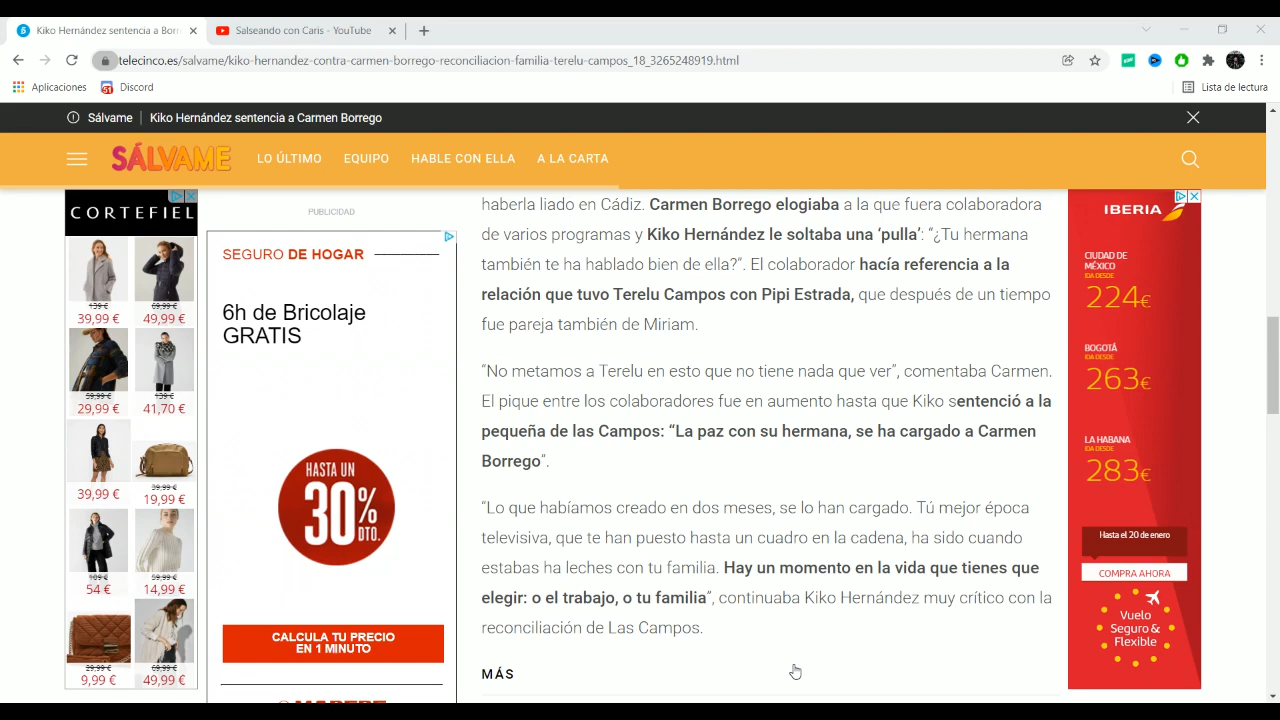 Kiko Hernández sentencia a Borr
Salseando con Caris - YouTube
telecinco.es/salvame/kiko-hernandez-contra-carmen-borrego-reconciliacion-familia-terelu-campos_18_3265248919.html
Aplicaciones
Discord
Lista de lectura
Sálvame | Kiko Hernández sentencia a Carmen Borrego
SÁLVAME
LO ÚLTIMO
EQUIPO
HABLE CON ELLA
A LA CARTA
CORTEFIEL
139 €
39,99 €
69,99 €
49,99 €
59,99 €
29,99 €
139 €
41,70 €
39,99 €
39,99 €
19,99 €
109 €
54 €
59,99 €
14,99 €
29,99 €
9,99 €
69,99 €
49,99 €
PUBLICIDAD
SEGURO DE HOGAR
6h de Bricolaje
GRATIS
HASTA UN
30%
DTO.
CALCULA TU PRECIO
EN 1 MINUTO
haberla liado en Cádiz. Carmen Borrego elogiaba a la que fuera colaboradora
de varios programas y Kiko Hernández le soltaba una ‘pulla’: “¿Tu hermana
también te ha hablado bien de ella?”. El colaborador hacía referencia a la
relación que tuvo Terelu Campos con Pipi Estrada, que después de un tiempo
fue pareja también de Miriam.
“No metamos a Terelu en esto que no tiene nada que ver”, comentaba Carmen.
El pique entre los colaboradores fue en aumento hasta que Kiko sentenció a la
pequeña de las Campos: “La paz con su hermana, se ha cargado a Carmen
Borrego”.
“Lo que habíamos creado en dos meses, se lo han cargado. Tú mejor época
televisiva, que te han puesto hasta un cuadro en la cadena, ha sido cuando
estabas ha leches con tu familia. Hay un momento en la vida que tienes que
elegir: o el trabajo, o tu familia”, continuaba Kiko Hernández muy crítico con la
reconciliación de Las Campos.
MÁS
IBERIA
CIUDAD DE
MÉXICO
IDA DESDE
224€
BOGOTÁ
IDA DESDE
263€
LA HABANA
IDA DESDE
283€
Hasta el 20 de enero
COMPRA AHORA
Vuelo
Seguro &
Flexible